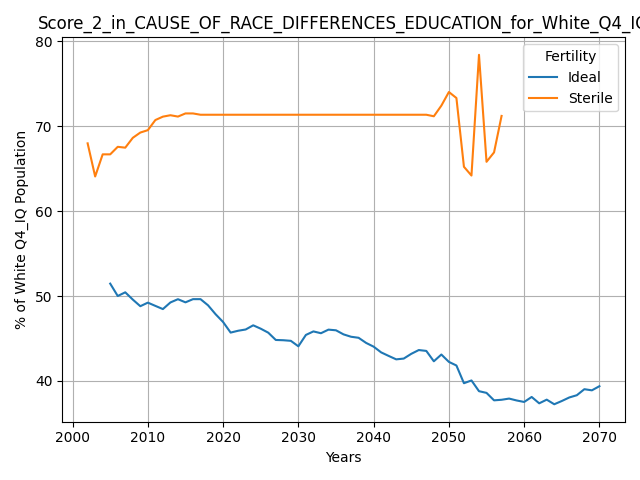 Score_2_in_CAUSE_OF_RACE_DIFFERENCES_EDUCATION_for_White_Q4_IQ
80
70
60
50
40
% of White Q4_IQ Population
Fertility
Ideal
Sterile
2000 2010 2020 2030 2040 2050 2060 2070
Years